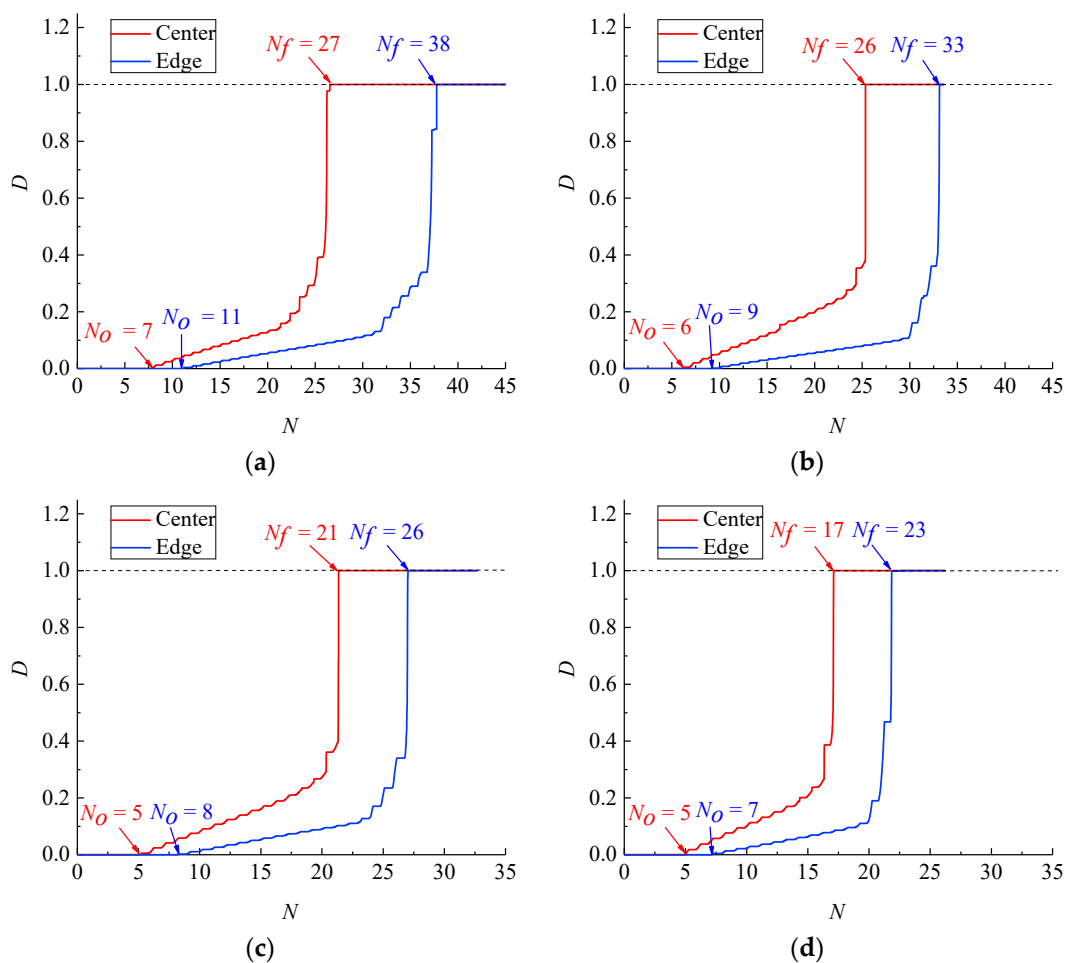 1.2
1.0
0.8
0.6
0.4
0.2
0.0
D
Center
Edge
Nf = 27
Nf = 38
NO = 7
NO = 11
0 5 10 15 20 25 30 35 40 45
N
(a)
1.2
1.0
0.8
0.6
0.4
0.2
0.0
D
Center
Edge
Nf = 26
Nf = 33
NO = 6
NO = 9
0 5 10 15 20 25 30 35 40 45
N
(b)
1.2
1.0
0.8
0.6
0.4
0.2
0.0
D
Center
Edge
Nf = 21
Nf = 26
NO = 5
NO = 8
0 5 10 15 20 25 30 35
N
(c)
1.2
1.0
0.8
0.6
0.4
0.2
0.0
D
Center
Edge
Nf = 17
Nf = 23
NO = 5
NO = 7
0 5 10 15 20 25 30 35
N
(d)